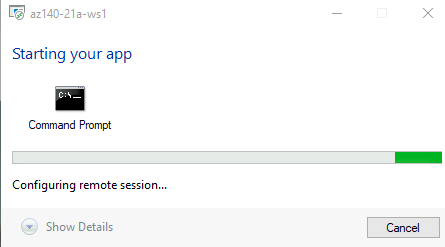 az140-21a-ws1
Starting your app
C:\_
Command Prompt
Configuring remote session...
Show Details
Cancel